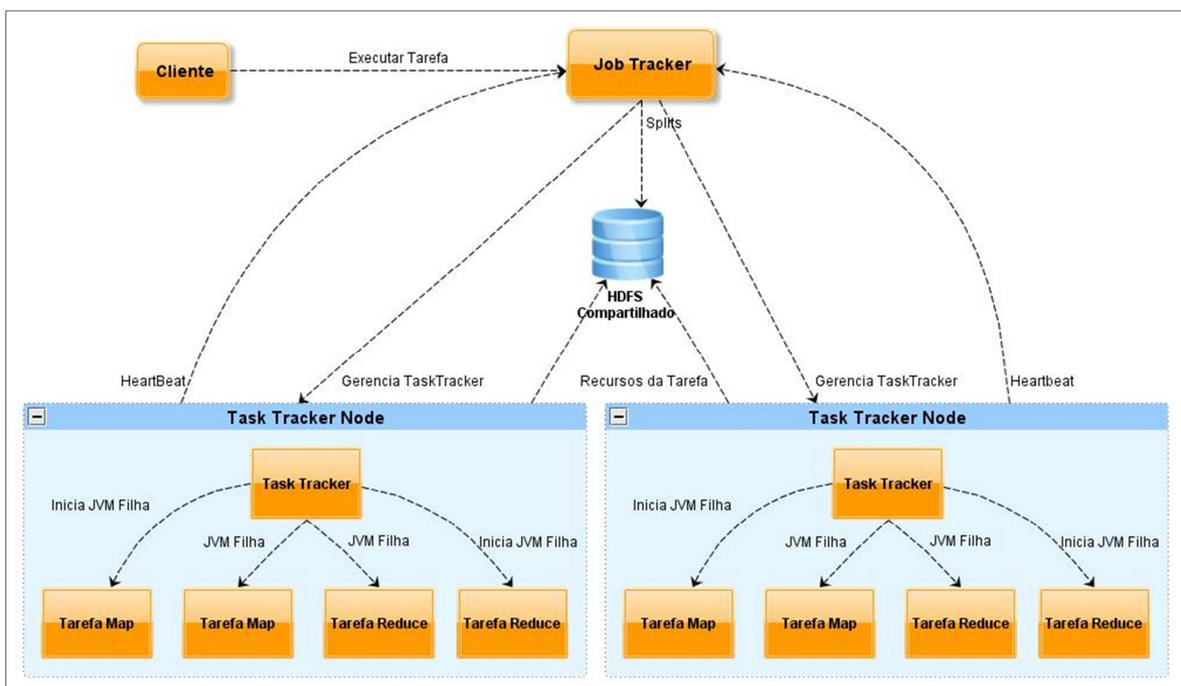 Cliente
Executar Tarefa
Job Tracker
Splits
HDFS
Compartilhado
HeartBeat
Gerencia TaskTracker
Recursos da Tarefa
Gerencia TaskTracker
Heartbeat
Task Tracker Node
Task Tracker
Inicia JVM Filha
JVM Filha
JVM Filha
Inicia JVM Filha
Tarefa Map
Tarefa Map
Tarefa Reduce
Tarefa Reduce
Task Tracker Node
Task Tracker
Inicia JVM Filha
JVM Filha
JVM Filha
Inicia JVM Filha
Tarefa Map
Tarefa Map
Tarefa Reduce
Tarefa Reduce